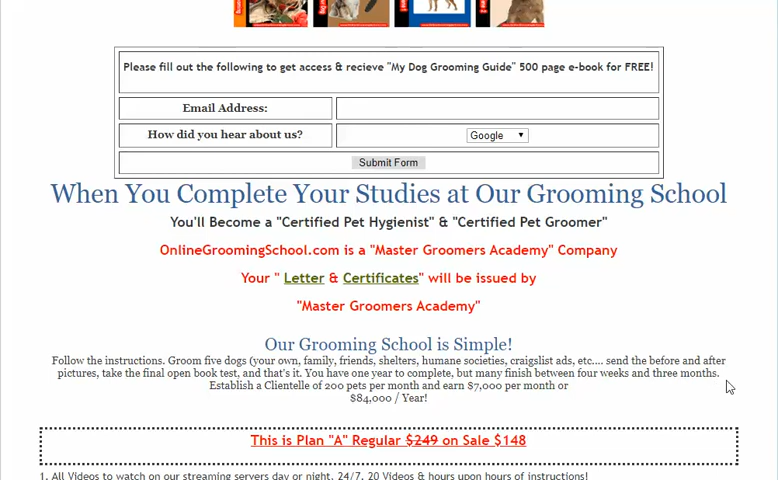 Please fill out the following to get access & recieve "My Dog Grooming Guide" 500 page e-book for FREE!
Email Address:
How did you hear about us?
Google
Submit Form
When You Complete Your Studies at Our Grooming School
You'll Become a "Certified Pet Hygienist" & "Certified Pet Groomer"
OnlineGroomingSchool.com is a "Master Groomers Academy" Company
Your " Letter & Certificates" will be issued by
"Master Groomers Academy"
Our Grooming School is Simple!
Follow the instructions. Groom five dogs (your own, family, friends, shelters, humane societies, craigslist ads, etc.... send the before and after
pictures, take the final open book test, and that's it. You have one year to complete, but many finish between four weeks and three months.
Establish a Clientelle of 200 pets per month and earn $7,000 per month or
$84,000 / Year!
This is Plan "A" Regular $249 on Sale $148
1. All Videos to watch on our streaming servers day or night, 24/7. 20 Videos & hours upon hours of instructions!